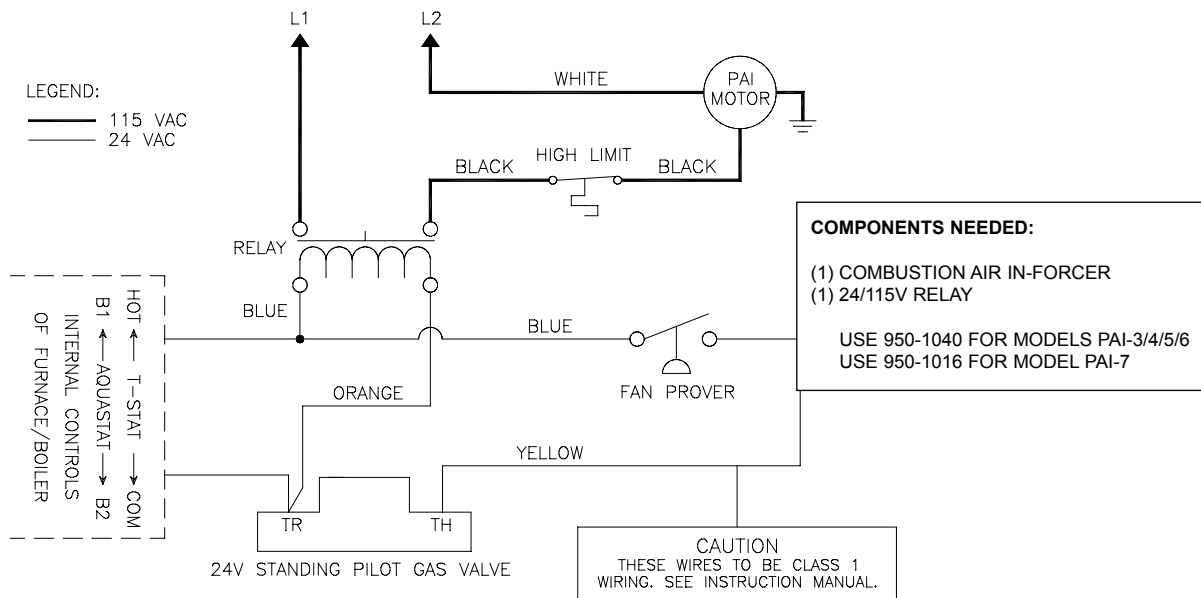 L1
L2
LEGEND:
115 VAC
24 VAC
WHITE
PAI
MOTOR
BLACK
HIGH LIMIT
BLACK
RELAY
COMPONENTS NEEDED:
(1) COMBUSTION AIR IN-FORCER
(1) 24/115V RELAY
USE 950-1040 FOR MODELS PAI-3/4/5/6
USE 950-1016 FOR MODEL PAI-7
HOT T-STAT COM
B1 AQUASTAT B2
INTERNAL CONTROLS
OF FURNACE/BOILER
BLUE
BLUE
FAN PROVER
ORANGE
YELLOW
TR
TH
24V STANDING PILOT GAS VALVE
CAUTION
THESE WIRES TO BE CLASS 1
WIRING. SEE INSTRUCTION MANUAL.